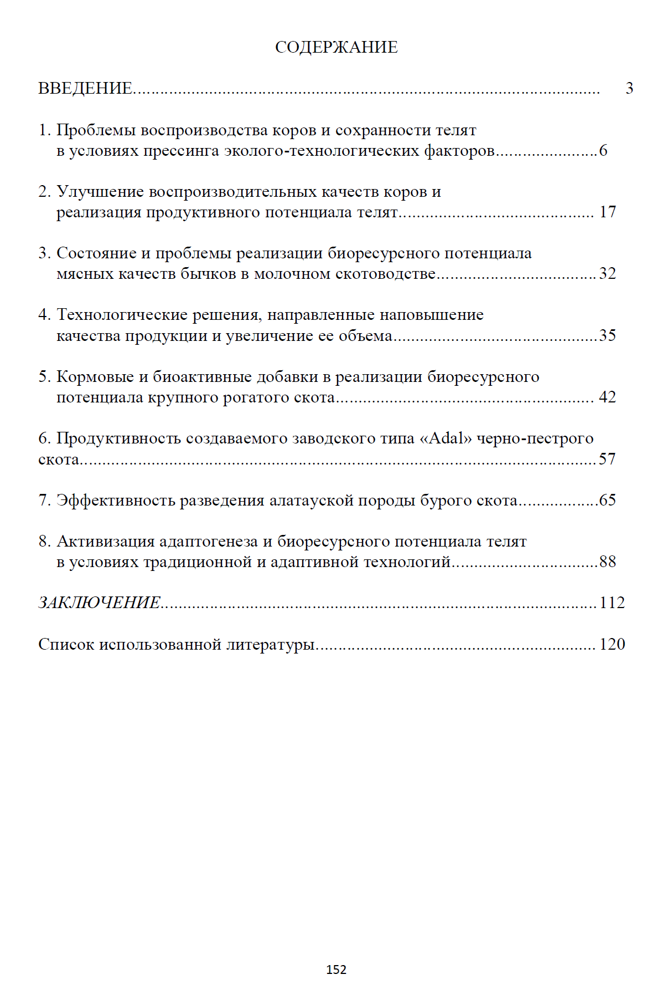 СОДЕРЖАНИЕ
ВВЕДЕНИЕ........................................................................................................ 3
1. Проблемы воспроизводства коров и сохранности телят
в условиях прессинга эколого-технологических факторов.......................6
2. Улучшение воспроизводительных качеств коров и
реализация продуктивного потенциала телят........................................... 17
3. Состояние и проблемы реализации биоресурсного потенциала
мясных качеств бычков в молочном скотоводстве...................................32
4. Технологические решения, направленные наповышение
качества продукции и увеличение ее объема.............................................35
5. Кормовые и биоактивные добавки в реализации биоресурсного
потенциала крупного рогатого скота......................................................... 42
6. Продуктивность создаваемого заводского типа «Adal» черно-пестрого
скота..................................................................................................................57
7. Эффективность разведения алатауской породы бурого скота..................65
8. Активизация адаптогенеза и биоресурсного потенциала телят
в условиях традиционной и адаптивной технологий................................88
ЗАКЛЮЧЕНИЕ................................................................................................112
Список использованной литературы.............................................................. 120
152